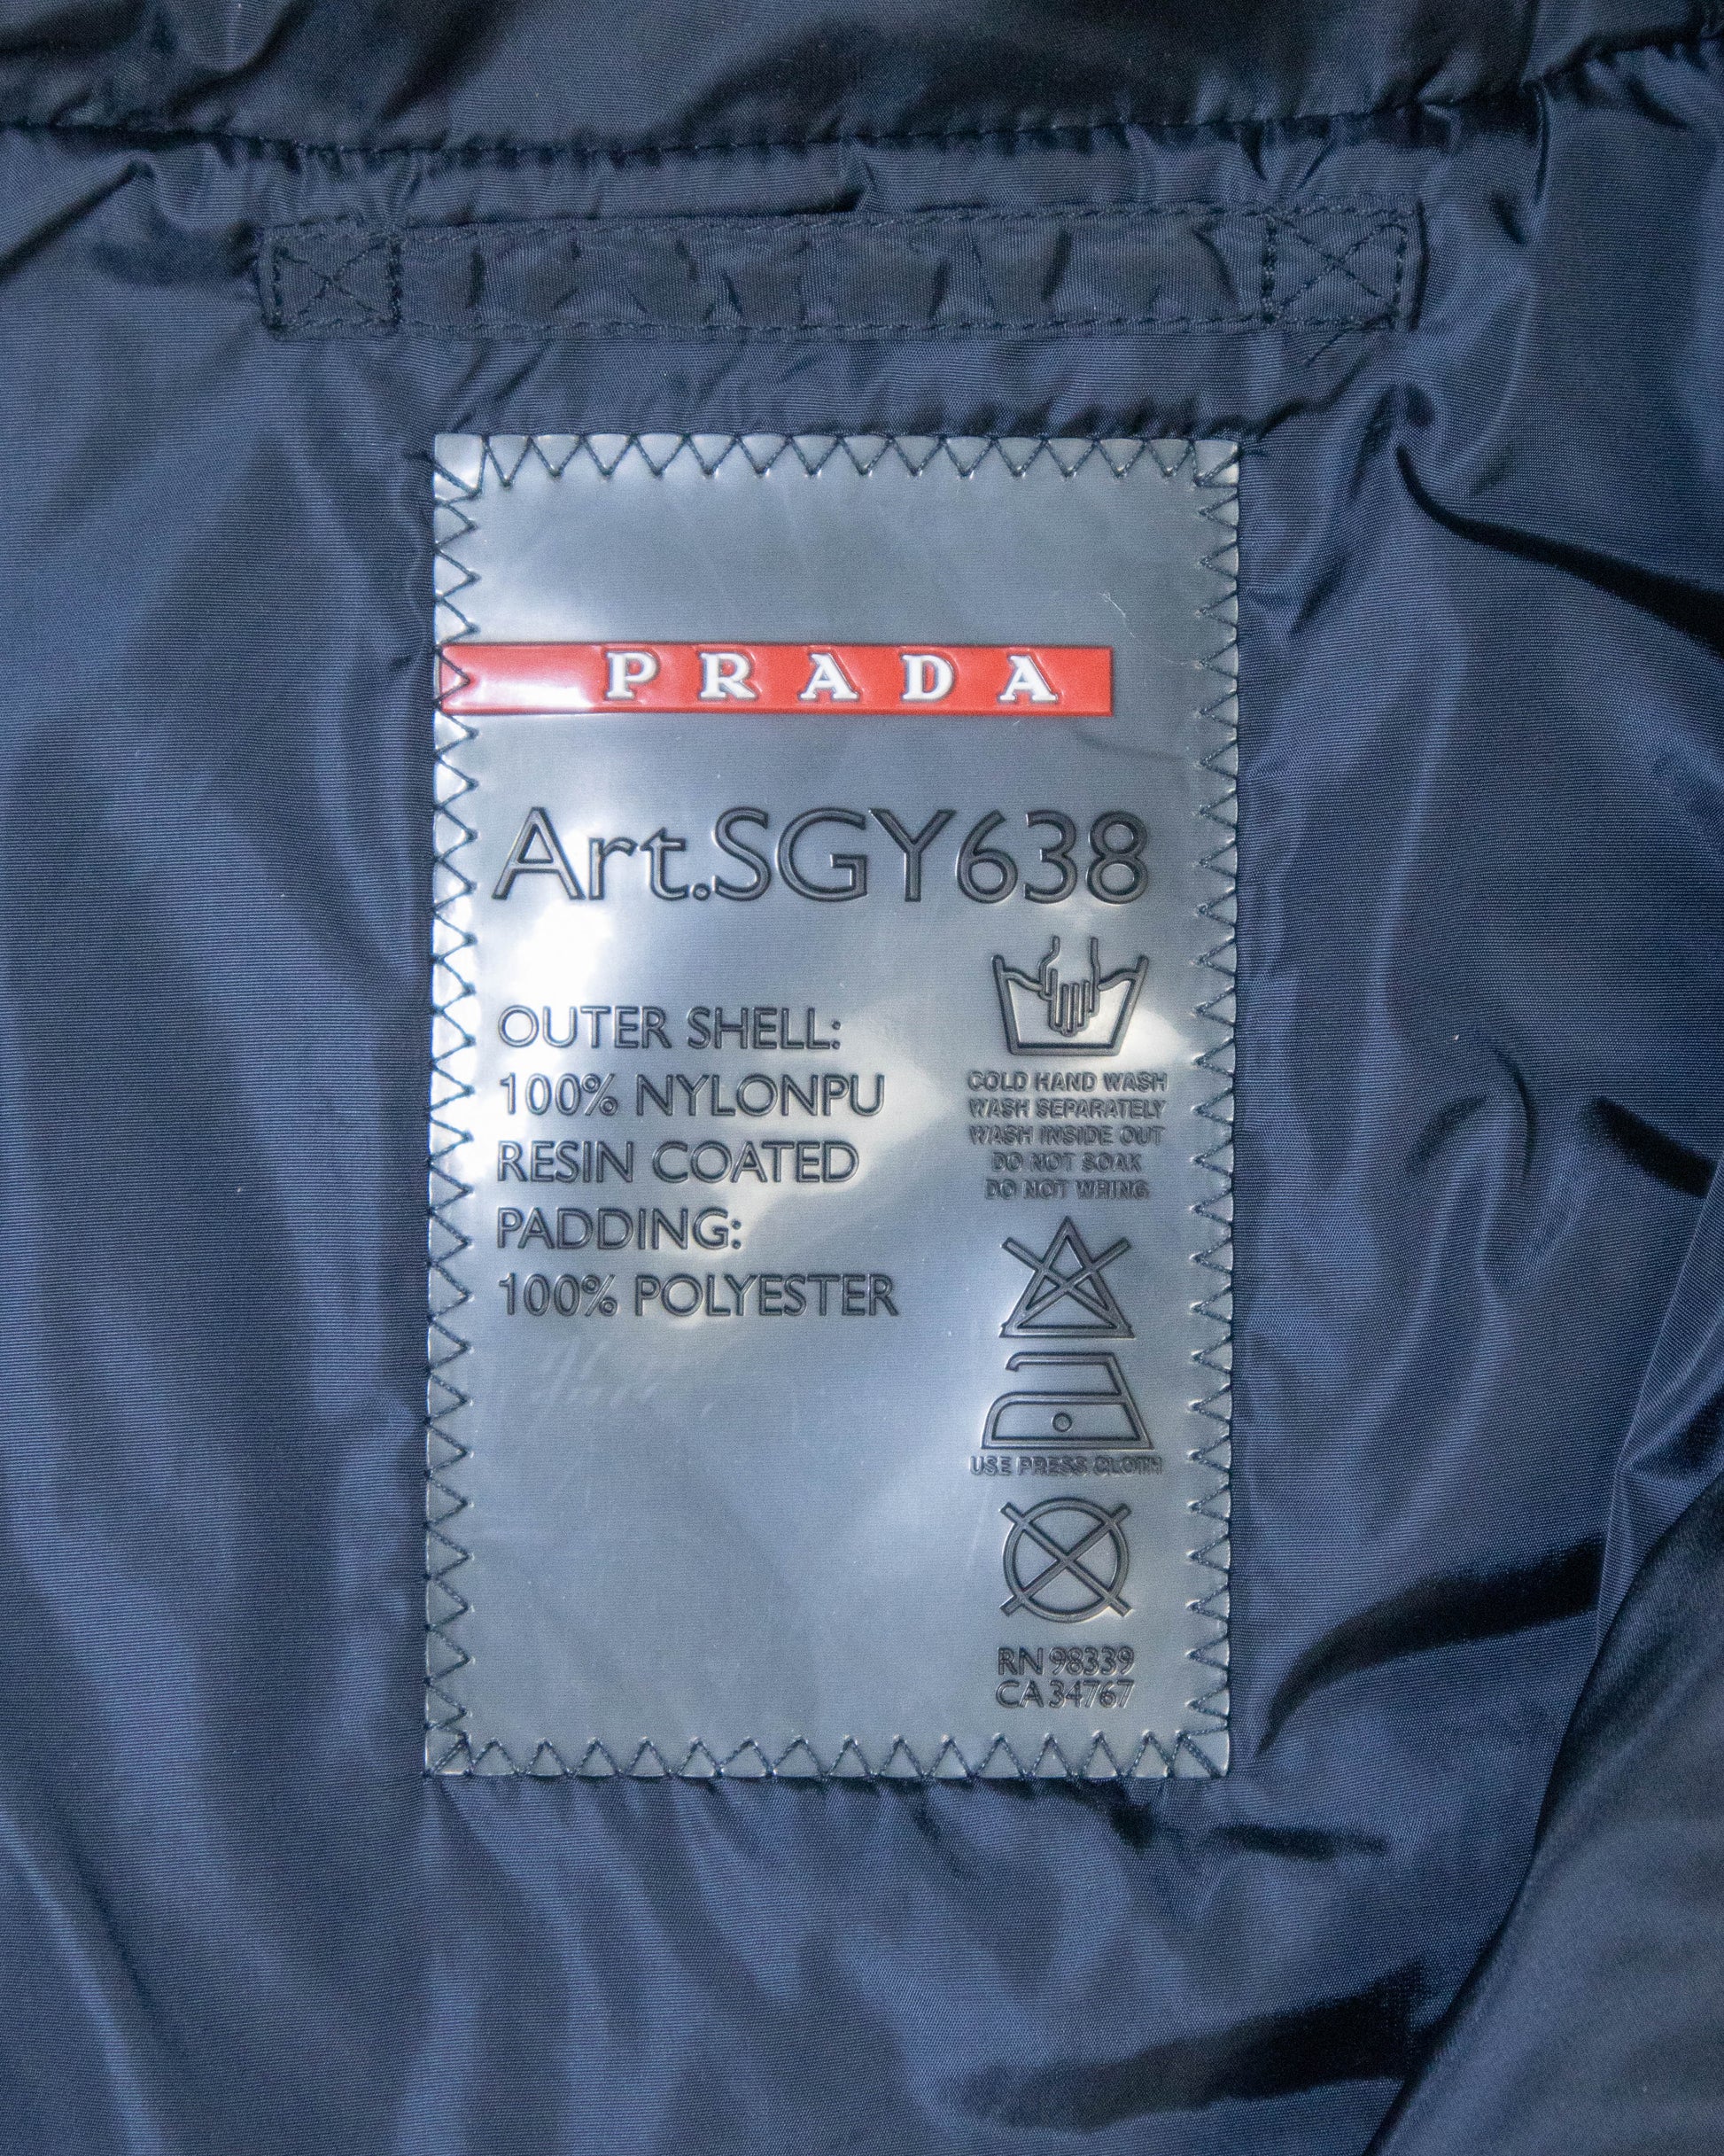 PRADA
Art.SGY638
OUTER SHELL:
100% NYLONPU
RESIN COATED
PADDING:
100% POLYESTER
COLD HAND WASH
WASH SEPARATELY
WASH INSIDE OUT
DO NOT SOAK
DO NOT WRING
USE PRESS CLOTH
RN 98339
CA 34767